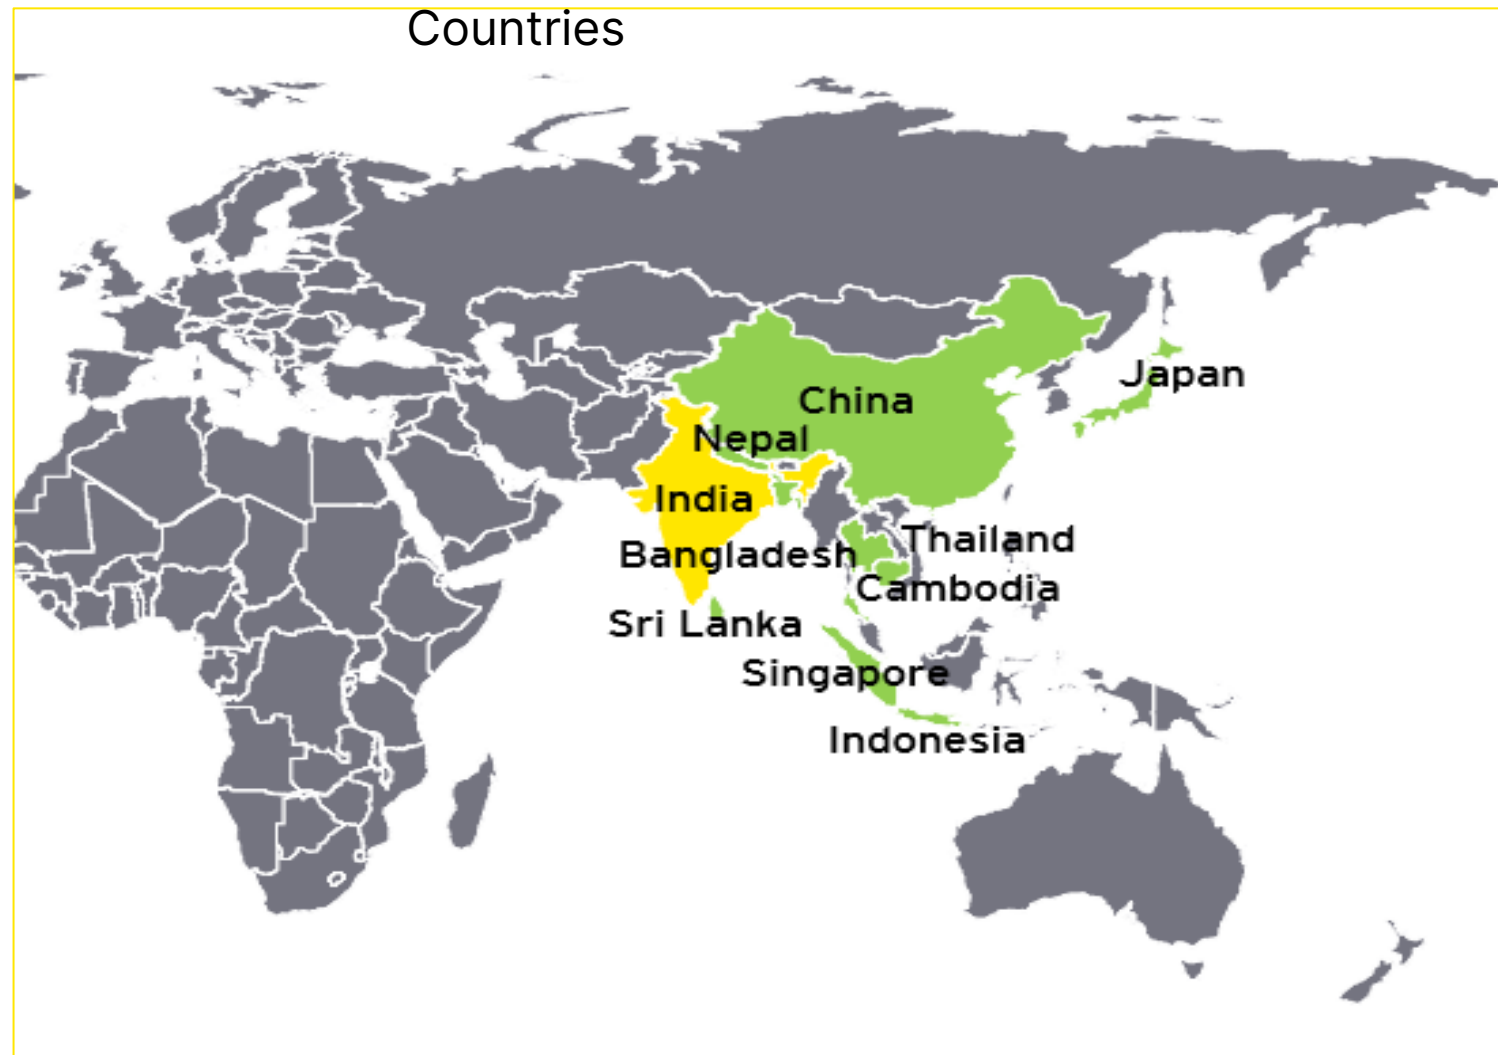 Countries
Japan
China
Nepal
India
Thailand
Bangladesh
Cambodia
Sri Lanka
Singapore
Indonesia